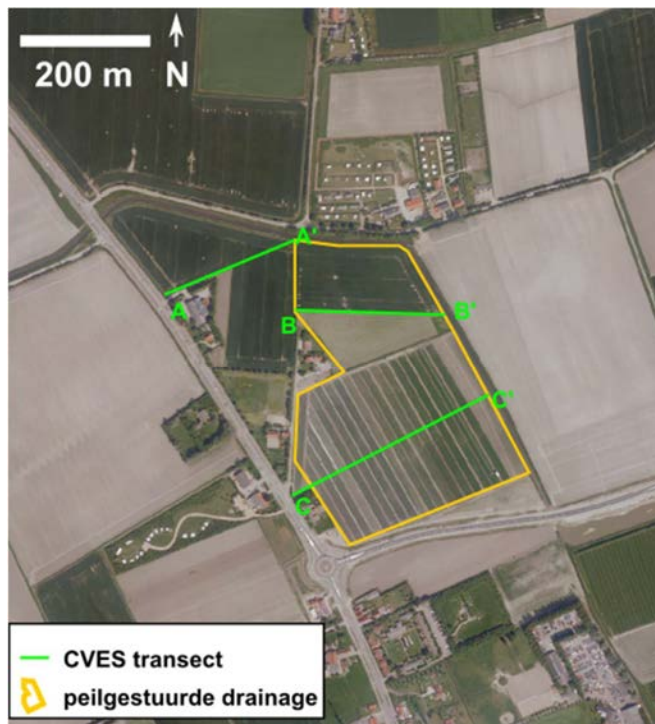 200 m N
A'
A
B B'
C'
C
CVES transect
peilgestuurde drainage